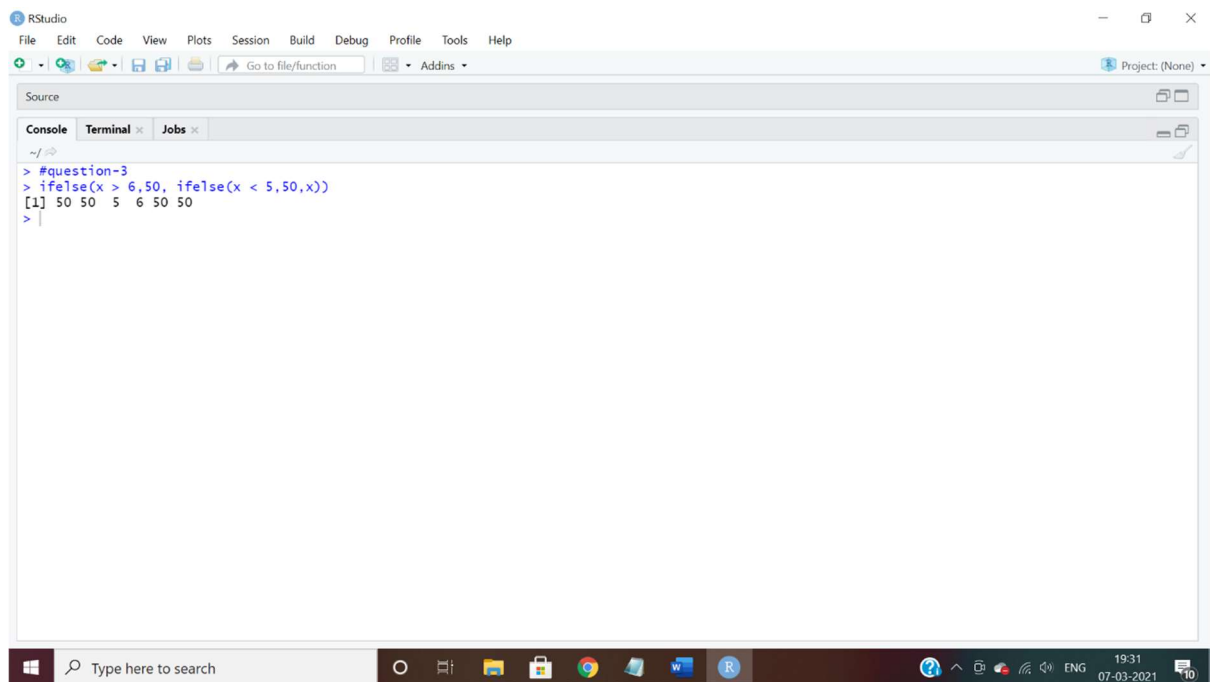 RStudio
File Edit Code View Plots Session Build Debug Profile Tools Help
Go to file/function Addins Project: (None)
Source
Console Terminal Jobs
~/
> #question-3
> ifelse(x > 6,50, ifelse(x < 5,50,x))
[1] 50 50  5  6 50 50
>
Type here to search ENG 19:31
07-03-2021 10